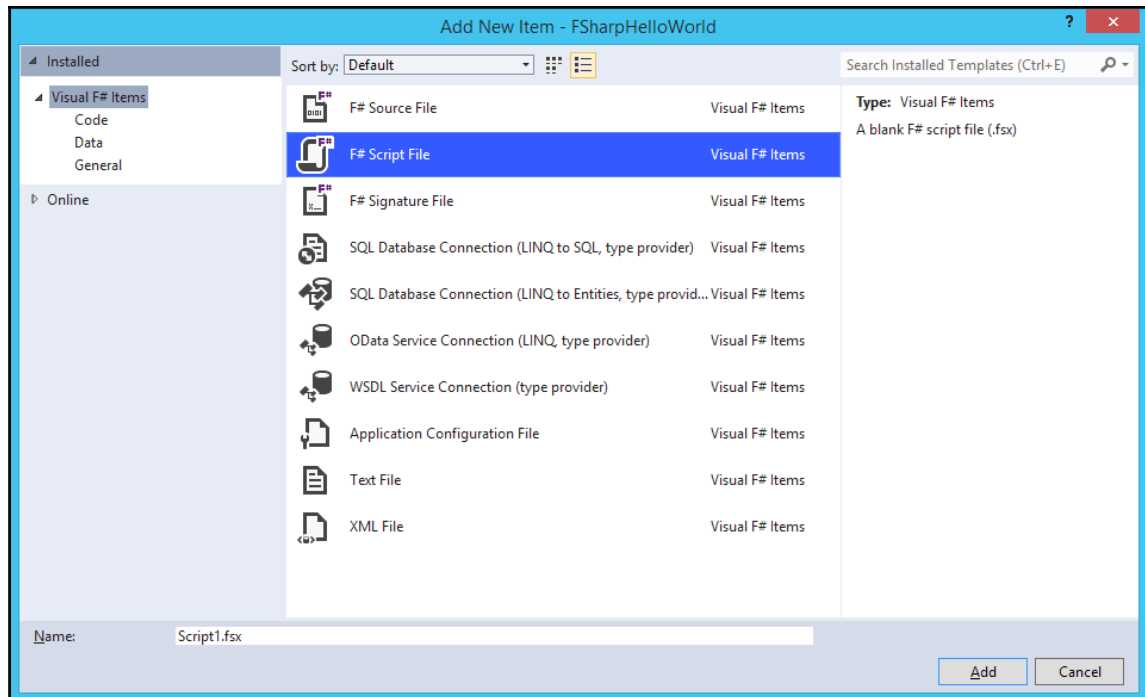 Add New Item - FSharpHelloWorld
?
Installed
Sort by: Default
Search Installed Templates (Ctrl+E)
Visual F# Items
Code
Data
General
Online
F# Source File Visual F# Items
F# Script File Visual F# Items
F# Signature File Visual F# Items
SQL Database Connection (LINQ to SQL, type provider) Visual F# Items
SQL Database Connection (LINQ to Entities, type provid... Visual F# Items
OData Service Connection (LINQ, type provider) Visual F# Items
WSDL Service Connection (type provider) Visual F# Items
Application Configuration File Visual F# Items
Text File Visual F# Items
XML File Visual F# Items
Type: Visual F# Items
A blank F# script file (.fsx)
Name: Script1.fsx
Add Cancel